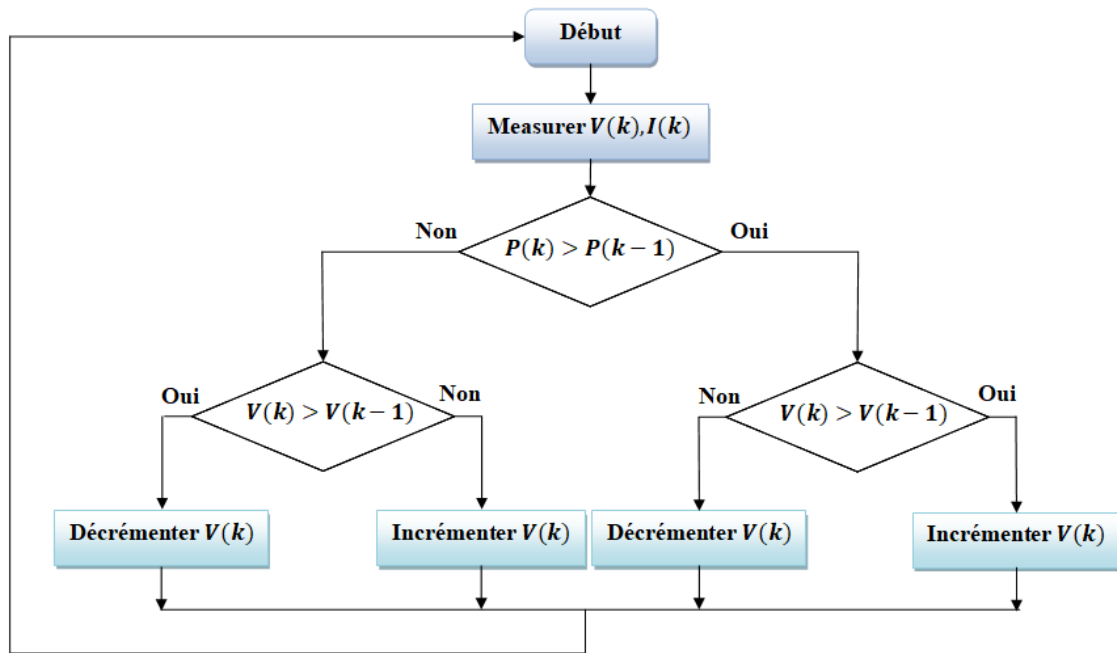 Début
Measurer V(k), I(k)
Non
Oui
P(k) > P(k − 1)
Oui
Non
V(k) > V(k − 1)
Non
Oui
V(k) > V(k − 1)
Décrémenter V(k)
Incrémenter V(k)
Décrémenter V(k)
Incrémenter V(k)